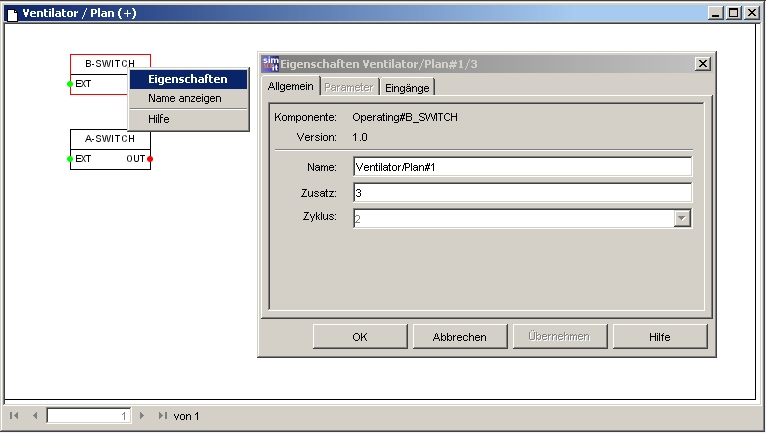 Ventilator / Plan (+)
B-SWITCH
EXT
Eigenschaften
Name anzeigen
Hilfe
A-SWITCH
EXT OUT
sim it Eigenschaften Ventilator/Plan#1/3
Allgemein Parameter Eingänge
Komponente: Operating#B_SWITCH
Version: 1.0
Name: Ventilator/Plan#1
Zusatz: 3
Zyklus: 2
OK Abbrechen Übernehmen Hilfe
1 von 1